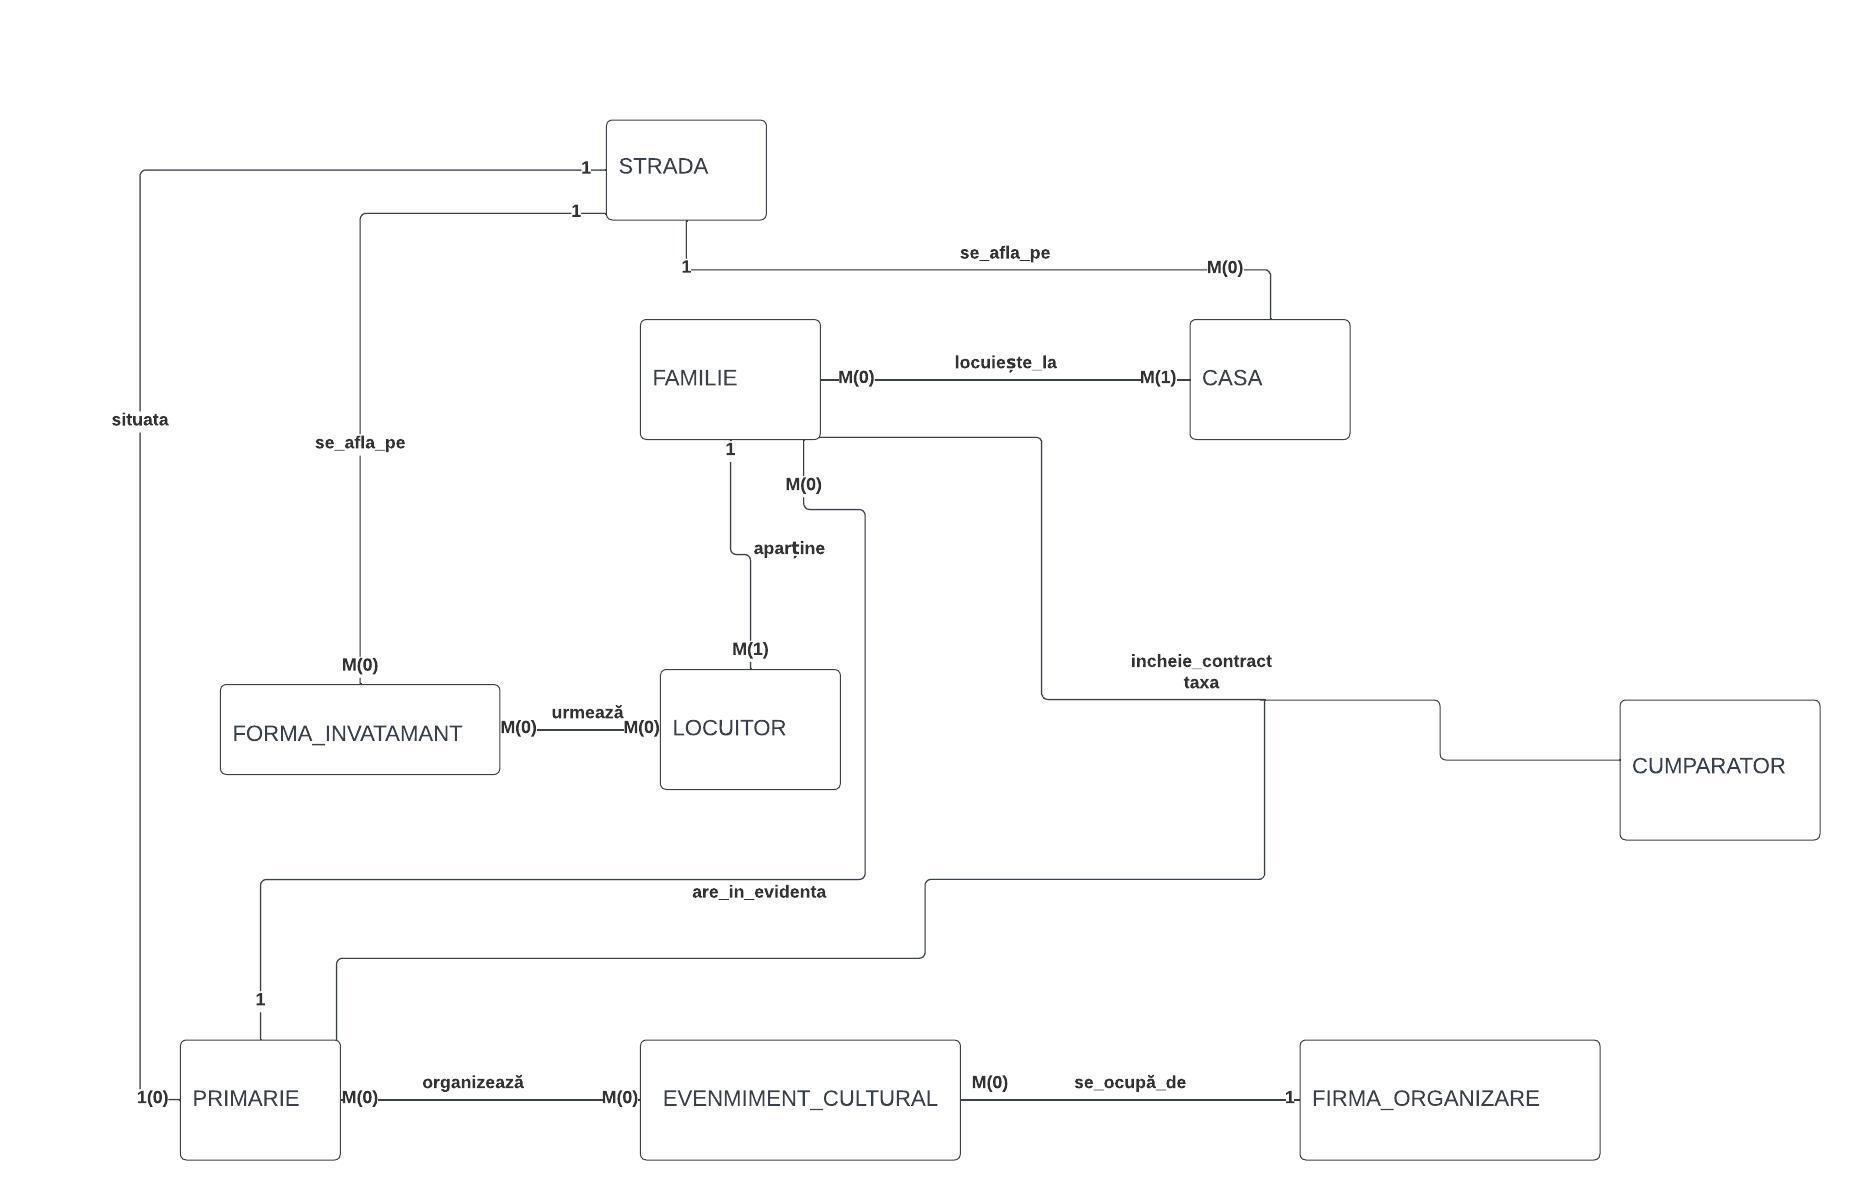 1
STRADA
1
se_afla_pe
1
M(0)
locuiește_la
FAMILIE
M(0)
M(1)
CASA
situata
se_afla_pe
1
M(0)
aparține
M(1)
M(0)
incheie_contract
taxa
urmează
FORMA_INVATAMANT
M(0)
M(0)
LOCUITOR
CUMPARATOR
are_in_evidenta
1
1(0)
PRIMARIE
M(0)
organizează
M(0)
EVENMIMENT_CULTURAL
M(0)
se_ocupă_de
1
FIRMA_ORGANIZARE